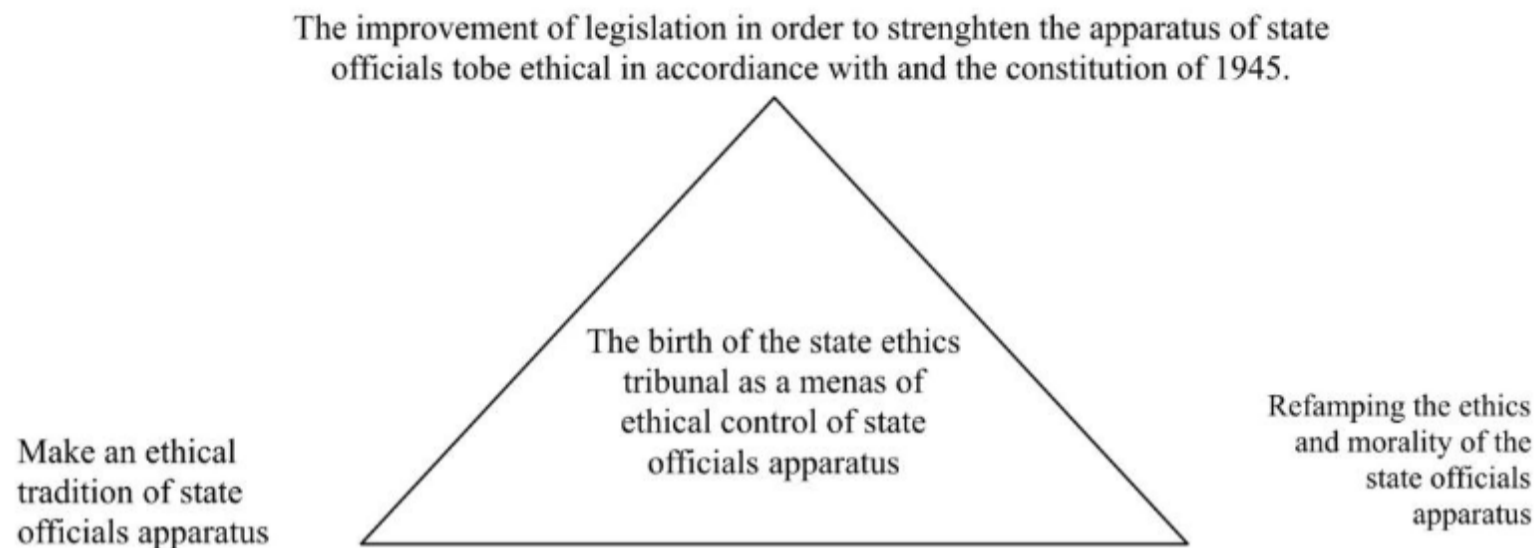 The improvement of legislation in order to strenghten the apparatus of state
officials tobe ethical in accordiance with and the constitution of 1945.
The birth of the state ethics
tribunal as a menas of
ethical control of state
officials apparatus
Make an ethical
tradition of state
officials apparatus
Refamping the ethics
and morality of the
state officials
apparatus